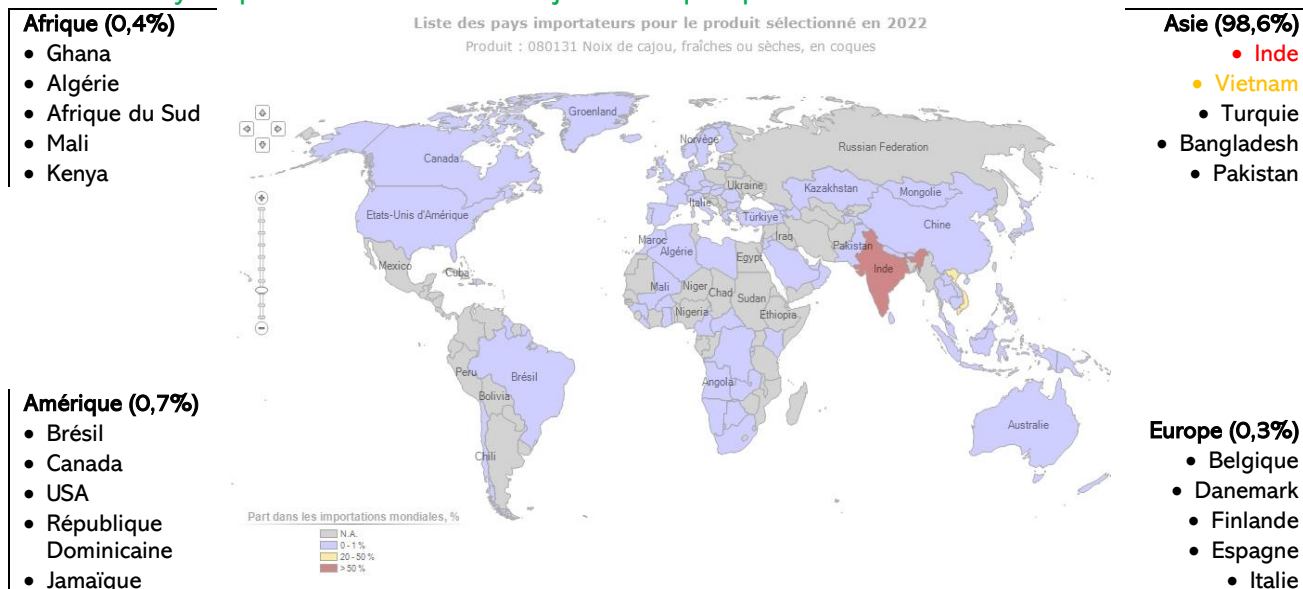 Afrique (0,4%)
• Ghana
• Algérie
• Afrique du Sud
• Mali
• Kenya
Liste des pays importateurs pour le produit sélectionné en 2022
Produit : 080131 Noix de cajou, fraîches ou sèches, en coques
Asie (98,6%)
• Inde
• Vietnam
• Turquie
• Bangladesh
• Pakistan
Groenland
Norvège
Canada
Russian Federation
Ukraine
Kazakhstan
Mongolie
Italie
Etats-Unis d'Amérique
Türkiye
Chine
Maroc
Algérie
Iraq
Pakistan
Egypt
Mexico
Cuba
Inde
Mali
Niger
Chad
Sudan
Nigeria
Ethiopia
Peru
Brésil
Angola
Bolivia
Australie
Chili
Amérique (0,7%)
• Brésil
• Canada
• USA
• République
Dominicaine
• Jamaïque
Europe (0,3%)
• Belgique
• Danemark
• Finlande
• Espagne
• Italie
Part dans les importations mondiales, %
N.A.
0 - 1 %
20 - 50 %
> 50 %